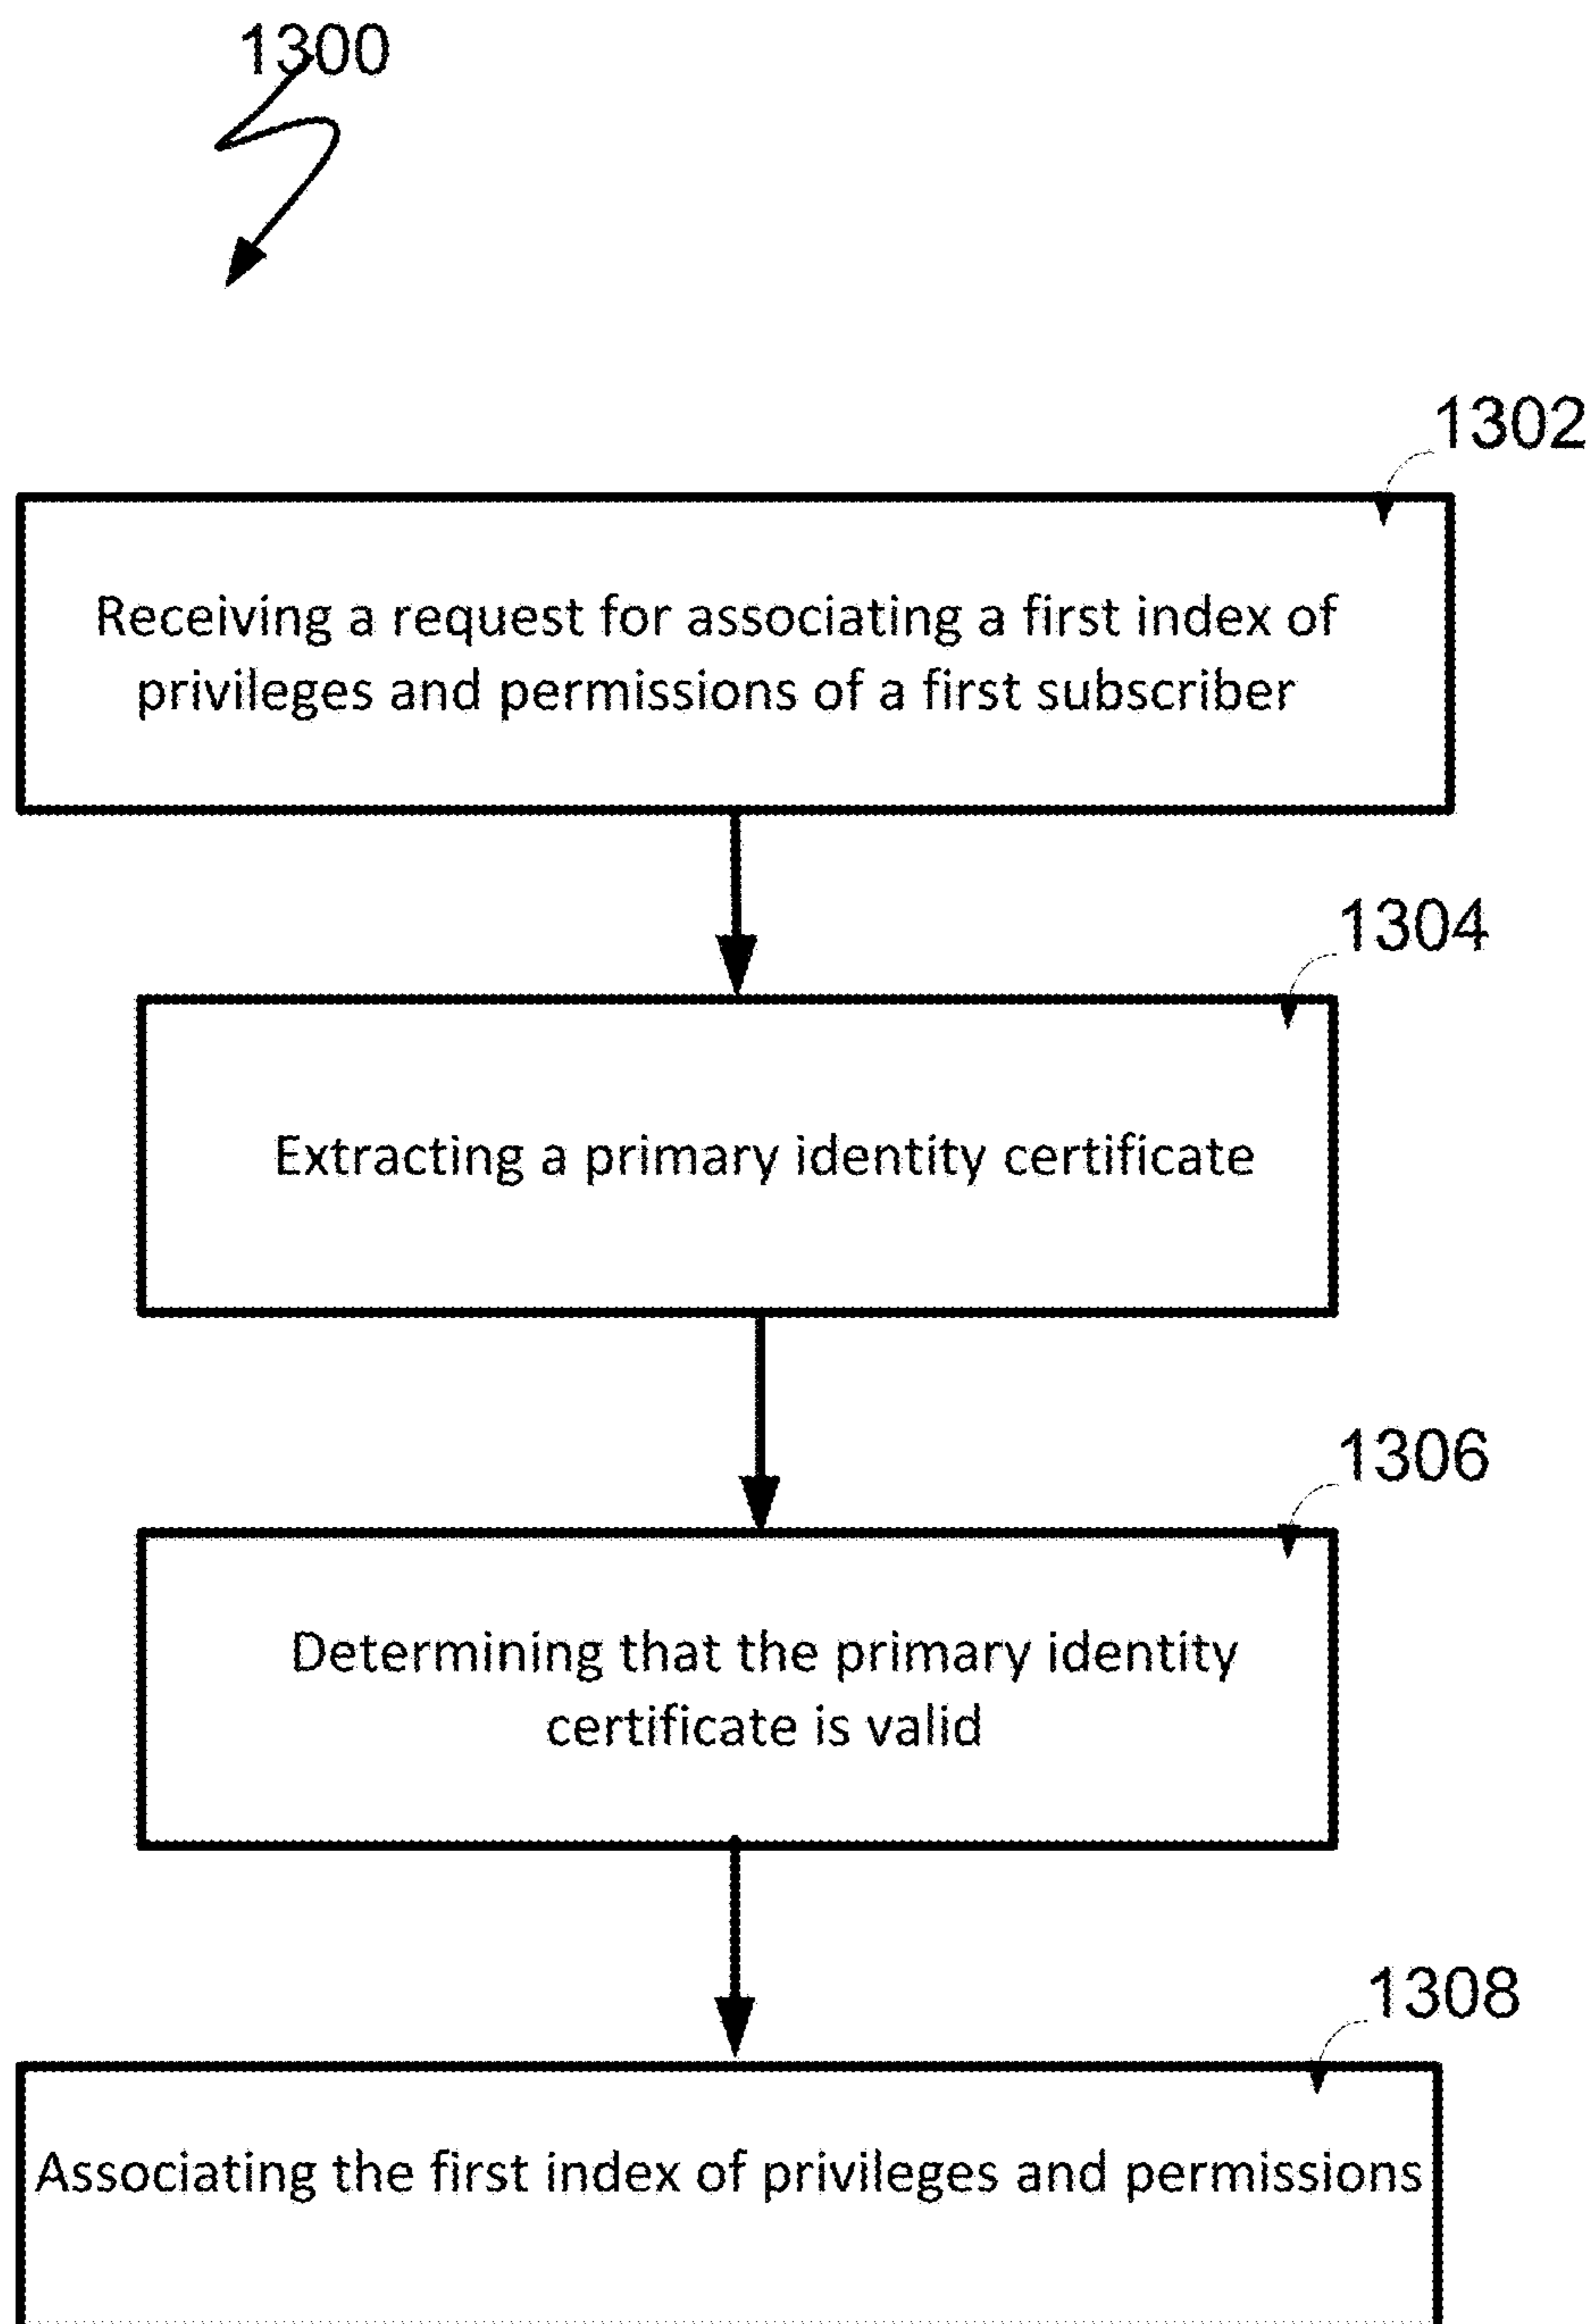 1300
1302
Receiving a request for associating a first index of
privileges and permissions of a first subscriber
1304
Extracting a primary identity certificate
1306
Determining that the primary identity
certificate is valid
1308
Associating the first index of privileges and permissions